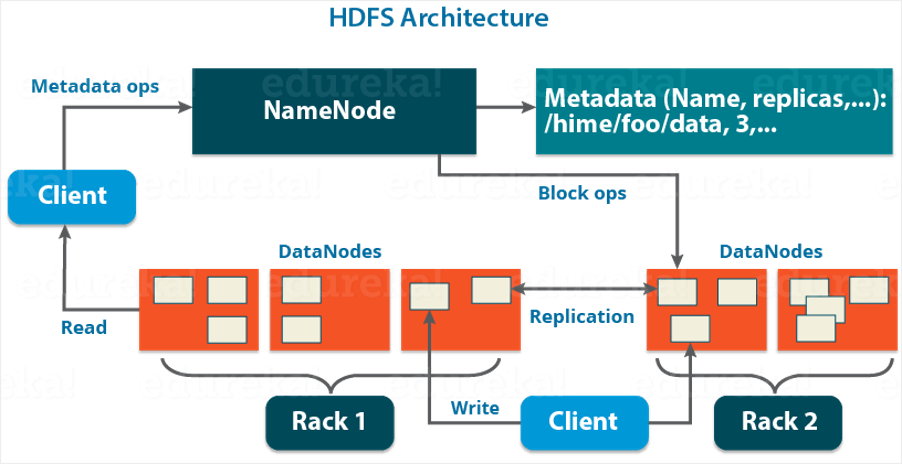 HDFS Architecture
Metadata ops
NameNode
Metadata (Name, replicas,...):
/hime/foo/data, 3,...
Client
Block ops
DataNodes
DataNodes
Read
Replication
Rack 1
Write
Client
Rack 2
edureka!